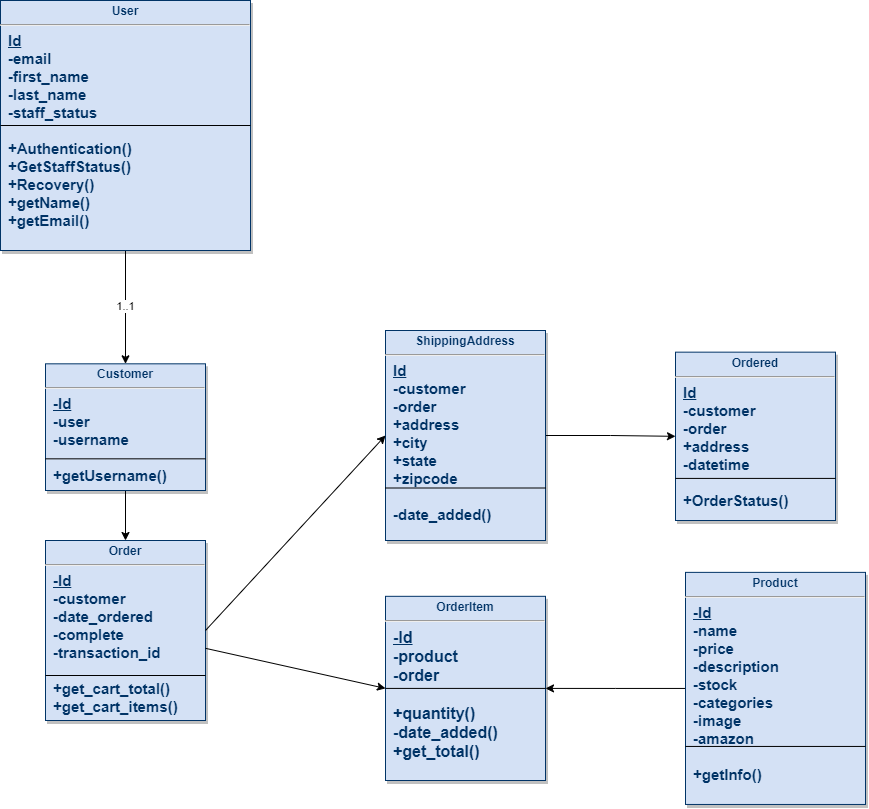 User
Id
-email
-first_name
-last_name
-staff_status
+Authentication()
+GetStaffStatus()
+Recovery()
+getName()
+getEmail()
1..1
Customer
-Id
-user
-username
+getUsername()
Order
-Id
-customer
-date_ordered
-complete
-transaction_id
+get_cart_total()
+get_cart_items()
ShippingAddress
Id
-customer
-order
+address
+city
+state
+zipcode
-date_added()
Ordered
Id
-customer
-order
+address
-datetime
+OrderStatus()
OrderItem
-Id
-product
-order
+quantity()
-date_added()
+get_total()
Product
-Id
-name
-price
-description
-stock
-categories
-image
-amazon
+getInfo()